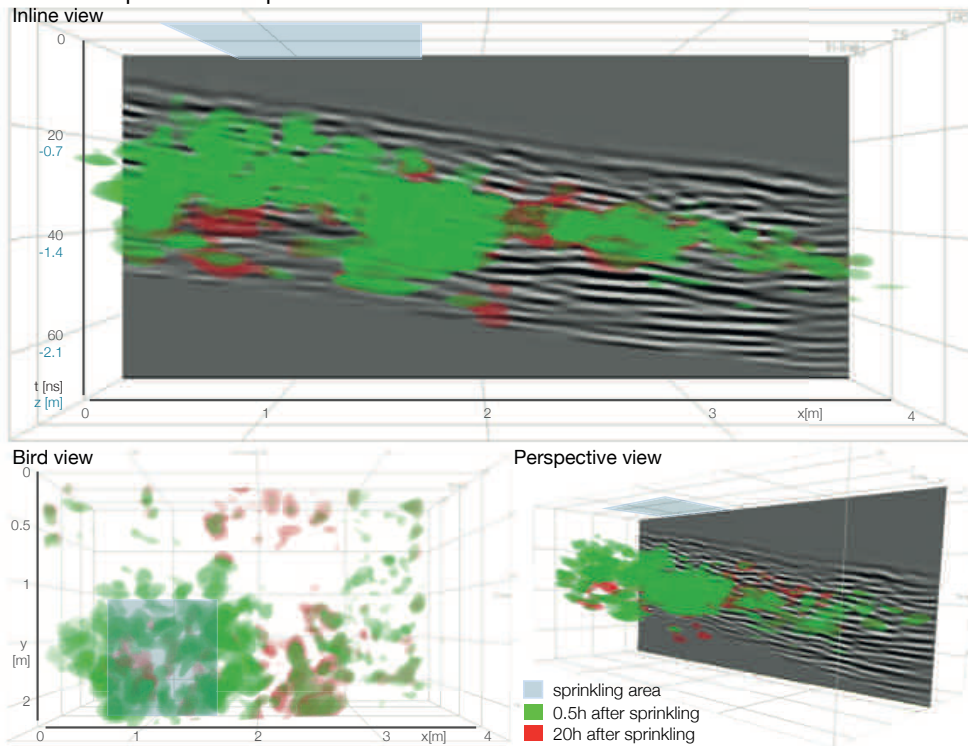 Inline view
0
20
-0.7
40
-1.4
60
-2.1
t [ns]
z [m]
0
1
2
3
x[m]
4
Bird view
0
0.5
1
y
[m]
2
0
1
2
3
x[m]
4
Perspective view
sprinkling area
0.5h after sprinkling
20h after sprinkling